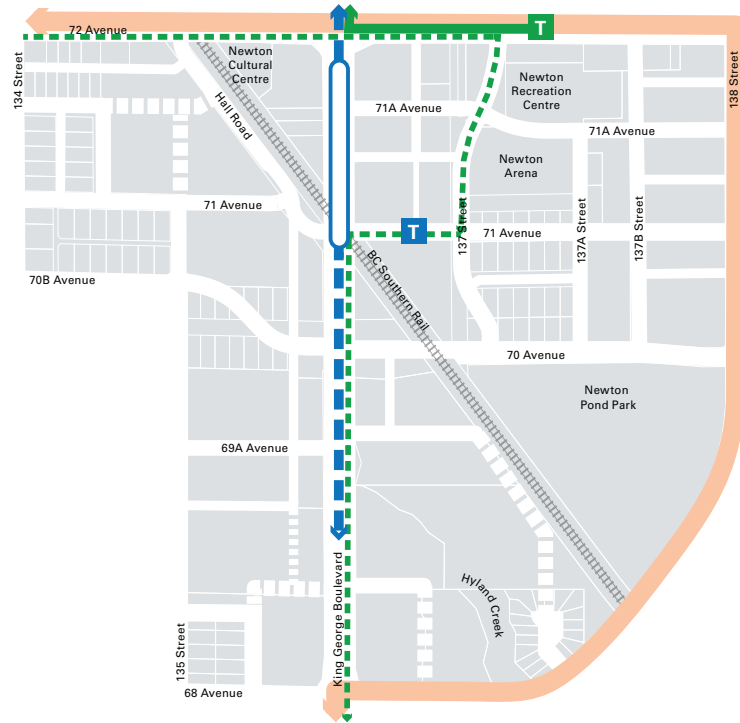 T
72 Avenue
134 Street
Newton
Cultural
Centre
Hall Road
71A Avenue
Newton
Recreation
Centre
138 Street
71A Avenue
Newton
Arena
71 Avenue
T
137 Street
71 Avenue
137A Street
137B Street
70B Avenue
BC Southern Rail
70 Avenue
Newton
Pond Park
69A Avenue
King George Boulevard
Hyland Creek
135 Street
68 Avenue